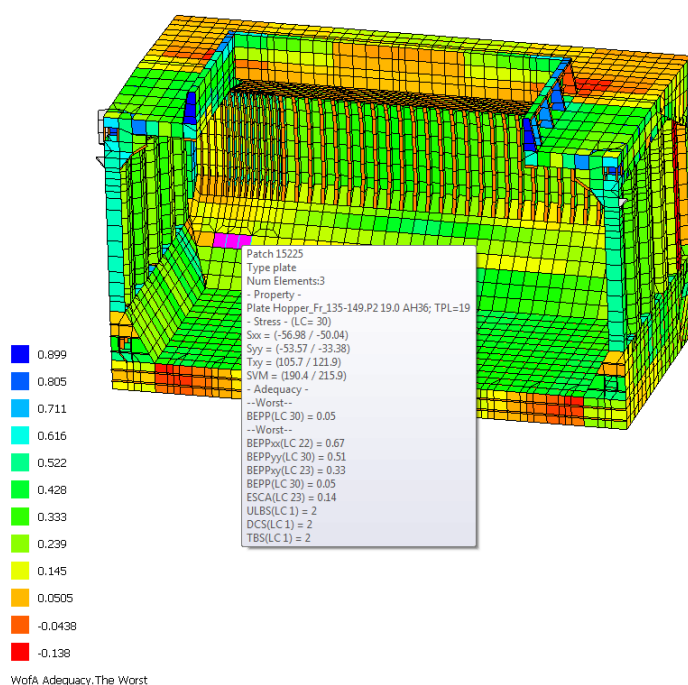 Patch 15225
Type plate
Num Elements:3
- Property -
Plate Hopper_Fr_135-149.P2 19.0 AH36; TPL=19
- Stress - (LC= 30)
Sxx = (-56.98 / -50.04)
Syy = (-53.57 / -33.38)
Txy = (105.7 / 121.9)
SVM = (190.4 / 215.9)
- Adequacy -
--Worst--
BEPP(LC 30) = 0.05
--Worst--
BEPPxx(LC 22) = 0.67
BEPPyy(LC 30) = 0.51
BEPPxy(LC 23) = 0.33
BEPP(LC 30) = 0.05
ESCA(LC 23) = 0.14
ULBS(LC 1) = 2
DCS(LC 1) = 2
TBS(LC 1) = 2
0.899
0.805
0.711
0.616
0.522
0.428
0.333
0.239
0.145
0.0505
-0.0438
-0.138
WofA Adequacy.The Worst